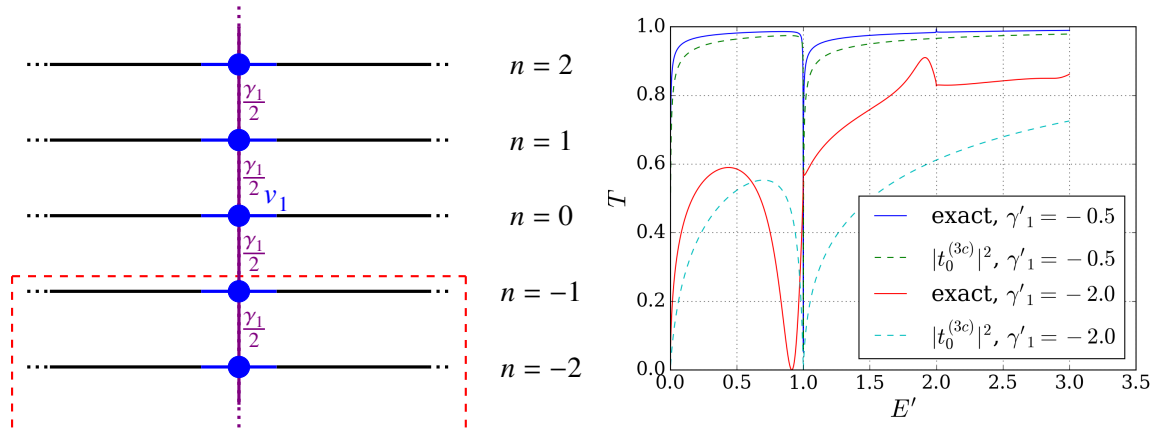 n = 2
γ₁/2
n = 1
γ₁/2
v₁
n = 0
γ₁/2
n = −1
γ₁/2
n = −2
1.0
0.8
0.6
0.4
0.2
0.0
T
0.0 0.5 1.0 1.5 2.0 2.5 3.0 3.5
E′
exact, γ′₁ = −0.5
|t₀⁽³ᶜ⁾|², γ′₁ = −0.5
exact, γ′₁ = −2.0
|t₀⁽³ᶜ⁾|², γ′₁ = −2.0